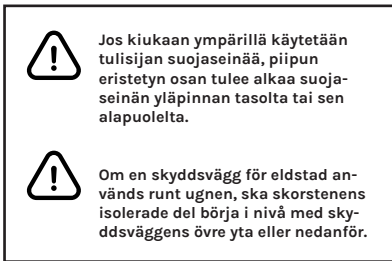 Jos kiukaan ympärillä käytetään
tulisijan suojaseinää, piipun
eristetyn osan tulee alkaa suoja-
seinän yläpinnan tasolta tai sen
alapuolelta.
Om en skyddsvägg för eldstad an-
vänds runt ugnen, ska skorstenens
isolerade del börja i nivå med sky-
ddsväggens övre yta eller nedanför.